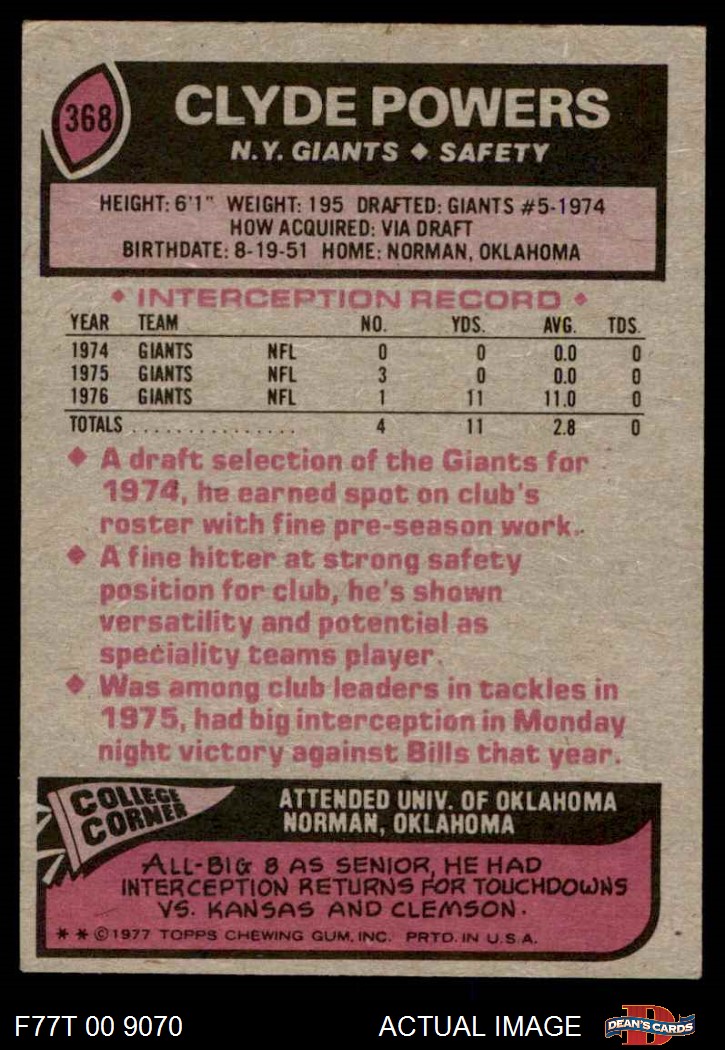 368
CLYDE POWERS
N.Y. GIANTS ◆ SAFETY
HEIGHT: 6'1" WEIGHT: 195 DRAFTED: GIANTS #5-1974
HOW ACQUIRED: VIA DRAFT
BIRTHDATE: 8-19-51 HOME: NORMAN, OKLAHOMA
◆ INTERCEPTION RECORD ◆
YEAR TEAM NO. YDS. AVG. TDS.
1974 GIANTS NFL 0 0 0.0 0
1975 GIANTS NFL 3 0 0.0 0
1976 GIANTS NFL 1 11 11.0 0
TOTALS . . . . . . . . . . . . . . . 4 11 2.8 0
◆ A draft selection of the Giants for
1974, he earned spot on club's
roster with fine pre-season work.
◆ A fine hitter at strong safety
position for club, he's shown
versatility and potential as
speciality teams player.
◆ Was among club leaders in tackles in
1975, had big interception in Monday
night victory against Bills that year.
COLLEGE
CORNER
ATTENDED UNIV. OF OKLAHOMA
NORMAN, OKLAHOMA
ALL-BIG 8 AS SENIOR, HE HAD
INTERCEPTION RETURNS FOR TOUCHDOWNS
VS. KANSAS AND CLEMSON.
* * ©1977 TOPPS CHEWING GUM, INC. PRTD. IN U.S.A.
F77T 00 9070 ACTUAL IMAGE
D
DEAN'S CARDS